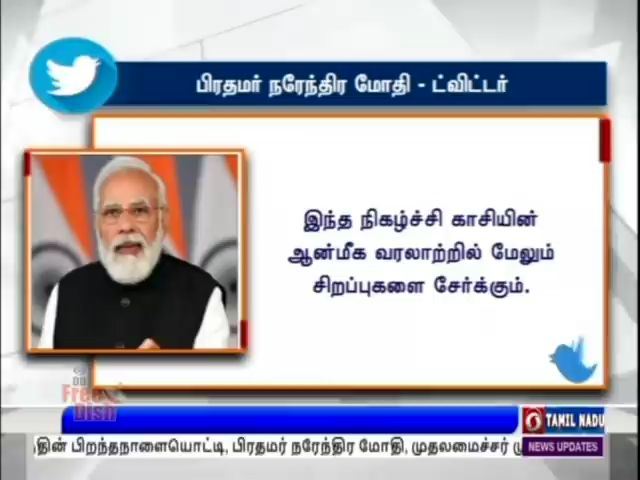 பிரதமர் நரேந்திர மோதி - ட்விட்டர்
இந்த நிகழ்ச்சி காசியின்
ஆன்மீக வரலாற்றில் மேலும்
சிறப்புகளை சேர்க்கும்.
Free
Dish
TAMIL NADU
NEWS UPDATES
பிறந்தநாளையொட்டி, பிரதமர் நரேந்திர மோதி, முதலமைச்சர்